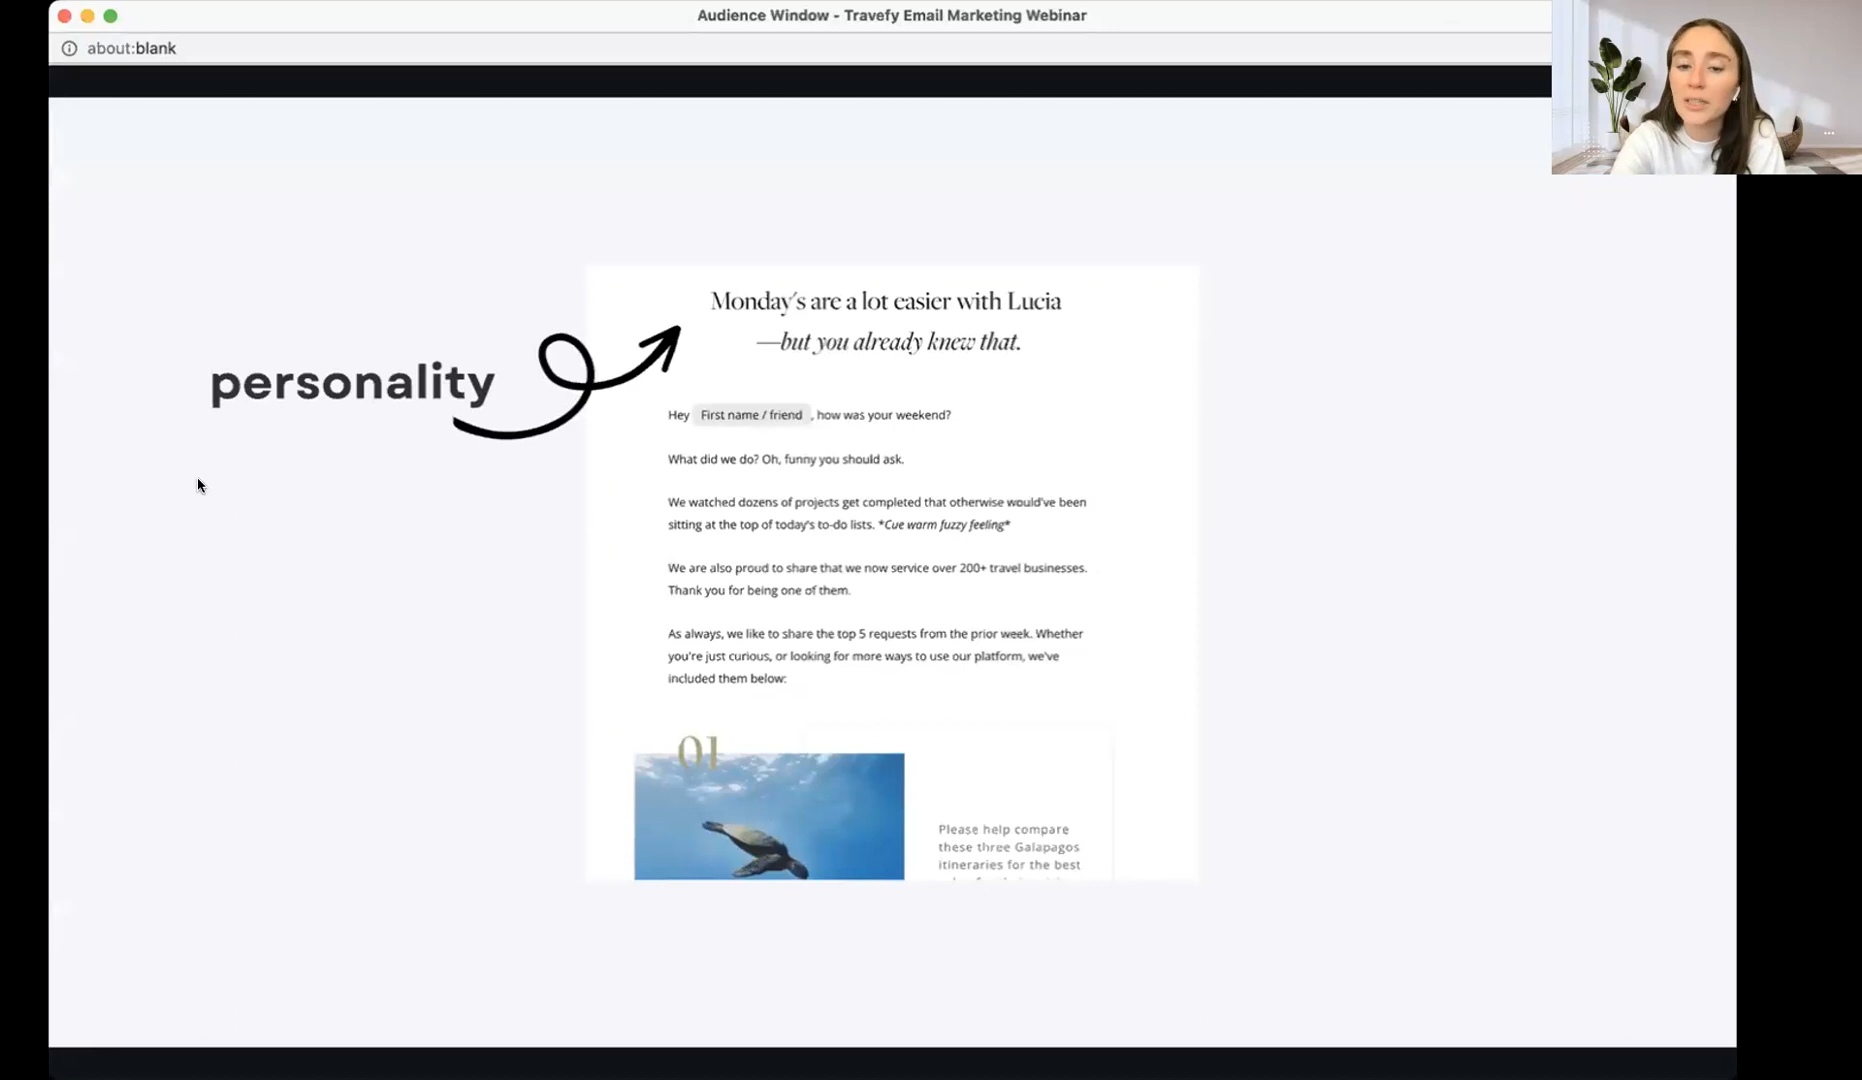 Audience Window - Travefy Email Marketing Webinar
about:blank
personality
Monday's are a lot easier with Lucia
—but you already knew that.
Hey First name / friend , how was your weekend?
What did we do? Oh, funny you should ask.
We watched dozens of projects get completed that otherwise would've been
sitting at the top of today's to-do lists. *Cue warm fuzzy feeling*
We are also proud to share that we now service over 200+ travel businesses.
Thank you for being one of them.
As always, we like to share the top 5 requests from the prior week. Whether
you're just curious, or looking for more ways to use our platform, we've
included them below:
01
Please help compare
these three Galapagos
itineraries for the best